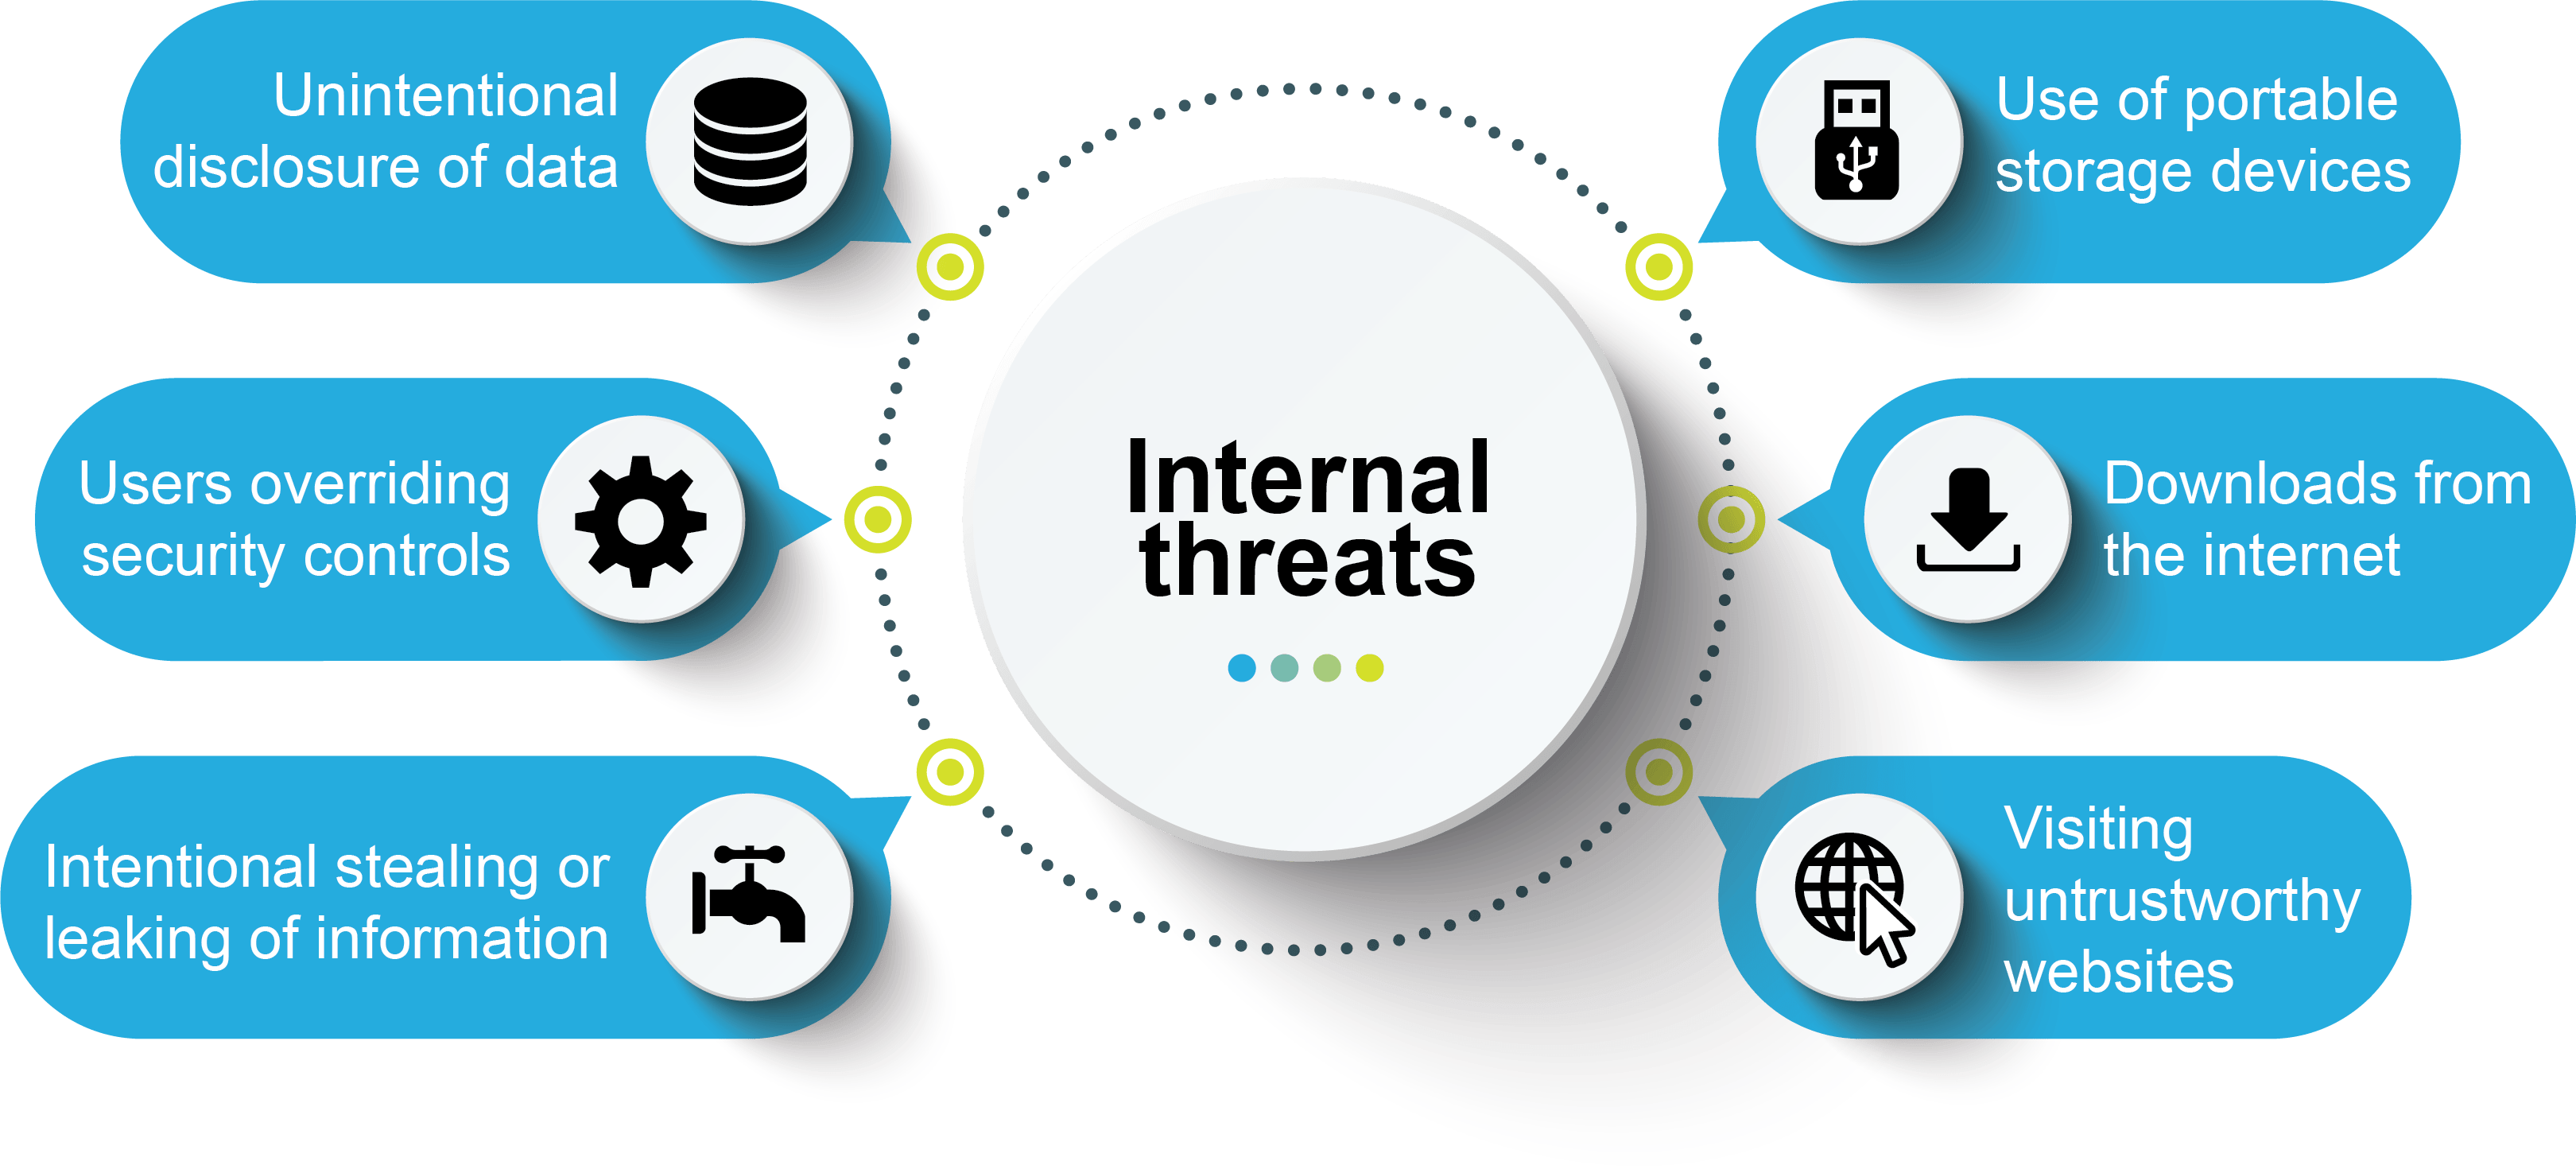 Unintentional
disclosure of data
Users overriding
security controls
Intentional stealing or
leaking of information
Internal
threats
Use of portable
storage devices
Downloads from
the internet
Visiting
untrustworthy
websites